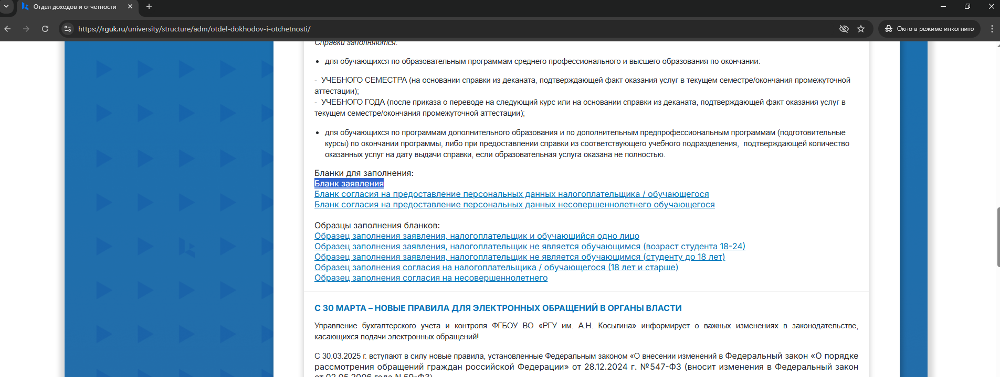 Отдел доходов и отчетности
https://rguk.ru/university/structure/adm/otdel-dokhodov-i-otchetnosti/
Окно в режиме инкогнито
Справки заполняются:
для обучающихся по образовательным программам среднего профессионального и высшего образования по окончании:
- УЧЕБНОГО СЕМЕСТРА (на основании справки из деканата, подтверждающей факт оказания услуг в текущем семестре/окончания промежуточной
аттестации);
- УЧЕБНОГО ГОДА (после приказа о переводе на следующий курс или на основании справки из деканата, подтверждающей факт оказания услуг в
текущем семестре/окончания промежуточной аттестации);
для обучающихся по программам дополнительного образования и по дополнительным предпрофессиональным программам (подготовительные
курсы) по окончании программы, либо при предоставлении справки из соответствующего учебного подразделения, подтверждающей количество
оказанных услуг на дату выдачи справки, если образовательная услуга оказана не полностью.
Бланки для заполнения:
Бланк заявления
Бланк согласия на предоставление персональных данных налогоплательщика / обучающегося
Бланк согласия на предоставление персональных данных несовершеннолетнего обучающегося
Образцы заполнения бланков:
Образец заполнения заявления, налогоплательщик и обучающийся одно лицо
Образец заполнения заявления, налогоплательщик не является обучающимся (возраст студента 18-24)
Образец заполнения заявления, налогоплательщик не является обучающимся (студенту до 18 лет)
Образец заполнения согласия на налогоплательщика / обучающегося (18 лет и старше)
Образец заполнения согласия на несовершеннолетнего
С 30 МАРТА – НОВЫЕ ПРАВИЛА ДЛЯ ЭЛЕКТРОННЫХ ОБРАЩЕНИЙ В ОРГАНЫ ВЛАСТИ
Управление бухгалтерского учета и контроля ФГБОУ ВО «РГУ им. А.Н. Косыгина» информирует о важных изменениях в законодательстве,
касающихся подачи электронных обращений!
С 30.03.2025 г. вступают в силу новые правила, установленные Федеральным законом «О внесении изменений в Федеральный закон «О порядке
рассмотрения обращений граждан российской Федерации» от 28.12.2024 г. №547-ФЗ (вносит изменения в Федеральный закон
от 02.05.2006 года N 59-ФЗ)